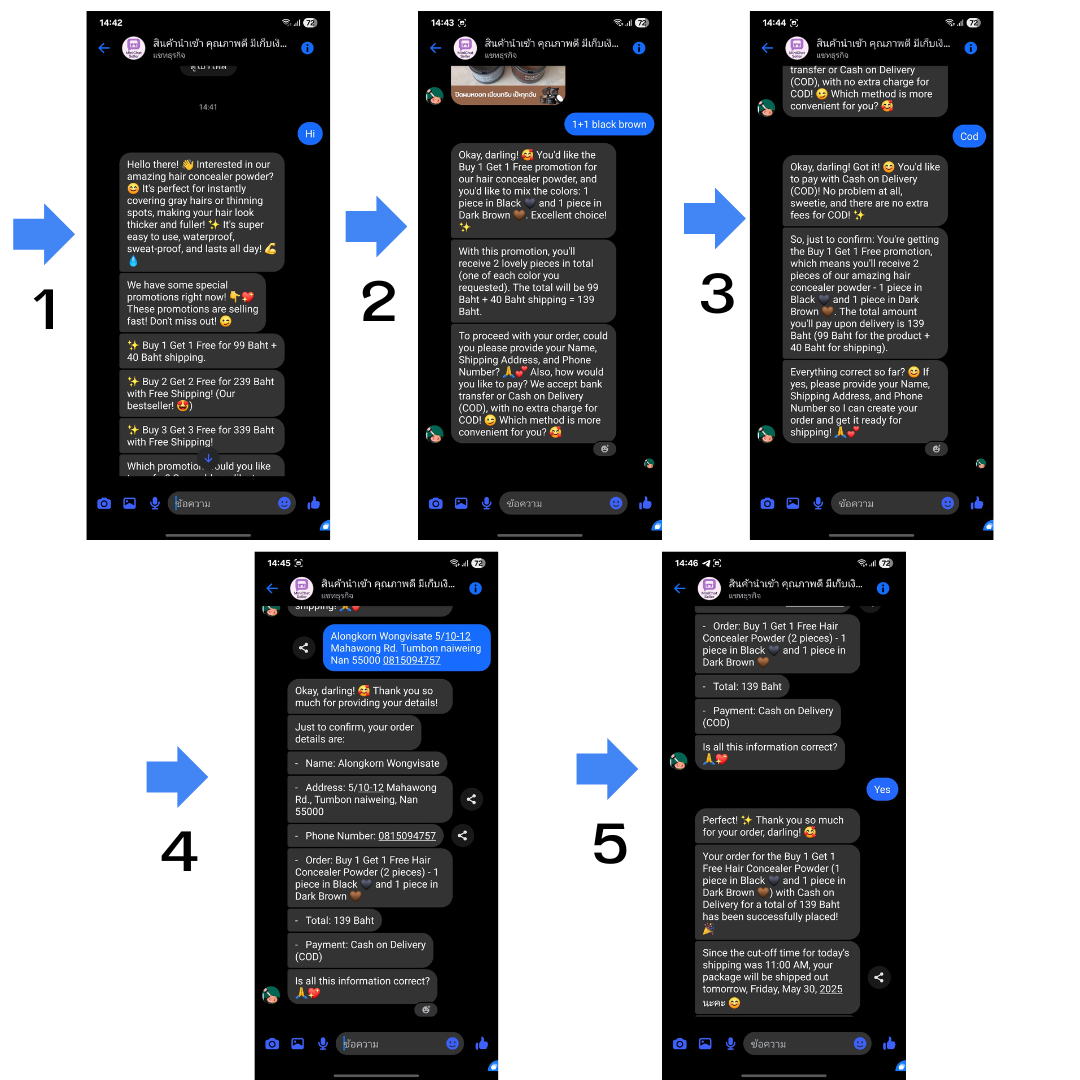 14:42
72
สินค้านำเข้า คุณภาพดี มีเก็บเงิ...
แชทธุรกิจ
14:41
Hi
Hello there! 👋 Interested in our
amazing hair concealer powder?
😊 It's perfect for instantly
covering gray hairs or thinning
spots, making your hair look
thicker and fuller! ✨ It's super
easy to use, waterproof,
sweat-proof, and lasts all day! 💪
💧
We have some special
promotions right now! 👇💖
These promotions are selling
fast! Don't miss out! 😉
✨ Buy 1 Get 1 Free for 99 Baht +
40 Baht shipping.
✨ Buy 2 Get 2 Free for 239 Baht
with Free Shipping! (Our
bestseller! 🤩)
✨ Buy 3 Get 3 Free for 339 Baht
with Free Shipping!
Which promotion would you like
ข้อความ
1
14:43
72
สินค้านำเข้า คุณภาพดี มีเก็บเงิ...
แชทธุรกิจ
ปิดผมหงอก เนียนกริบ เป๊ะทุกวัน
1+1 black brown
Okay, darling! 🥰 You'd like the
Buy 1 Get 1 Free promotion for
our hair concealer powder, and
you'd like to mix the colors: 1
piece in Black 🖤 and 1 piece in
Dark Brown 🤎. Excellent choice!
✨
With this promotion, you'll
receive 2 lovely pieces in total
(one of each color you
requested). The total will be 99
Baht + 40 Baht shipping = 139
Baht.
To proceed with your order, could
you please provide your Name,
Shipping Address, and Phone
Number? 🙏💕 Also, how would
you like to pay? We accept bank
transfer or Cash on Delivery
(COD), with no extra charge for
COD! 😉 Which method is more
convenient for you? 🥰
ข้อความ
2
14:44
72
สินค้านำเข้า คุณภาพดี มีเก็บเงิ...
แชทธุรกิจ
transfer or Cash on Delivery
(COD), with no extra charge for
COD! 😉 Which method is more
convenient for you? 🥰
Cod
Okay, darling! Got it! 😊 You'd like
to pay with Cash on Delivery
(COD)! No problem at all,
sweetie, and there are no extra
fees for COD! ✨
So, just to confirm: You're getting
the Buy 1 Get 1 Free promotion,
which means you'll receive 2
pieces of our amazing hair
concealer powder - 1 piece in
Black 🖤 and 1 piece in Dark
Brown 🤎. The total amount
you'll pay upon delivery is 139
Baht (99 Baht for the product +
40 Baht for shipping).
Everything correct so far? 😄 If
yes, please provide your Name,
Shipping Address, and Phone
Number so I can create your
order and get it ready for
shipping! 🙏💕
ข้อความ
3
14:45
72
สินค้านำเข้า คุณภาพดี มีเก็บเงิ...
แชทธุรกิจ
shipping! 🙏💕
Alongkorn Wongvisate 5/10-12
Mahawong Rd. Tumbon naiweing
Nan 55000 0815094757
Okay, darling! 🥰 Thank you so
much for providing your details!
Just to confirm, your order
details are:
- Name: Alongkorn Wongvisate
- Address: 5/10-12 Mahawong
Rd., Tumbon naiweing, Nan
55000
- Phone Number: 0815094757
- Order: Buy 1 Get 1 Free Hair
Concealer Powder (2 pieces) - 1
piece in Black 🖤 and 1 piece in
Dark Brown 🤎
- Total: 139 Baht
- Payment: Cash on Delivery
(COD)
Is all this information correct?
🙏💖
ข้อความ
4
14:46
72
สินค้านำเข้า คุณภาพดี มีเก็บเงิ...
แชทธุรกิจ
- Order: Buy 1 Get 1 Free Hair
Concealer Powder (2 pieces) - 1
piece in Black 🖤 and 1 piece in
Dark Brown 🤎
- Total: 139 Baht
- Payment: Cash on Delivery
(COD)
Is all this information correct?
🙏💖
Yes
Perfect! ✨ Thank you so much
for your order, darling! 🥰
Your order for the Buy 1 Get 1
Free Hair Concealer Powder (1
piece in Black 🖤 and 1 piece in
Dark Brown 🤎) with Cash on
Delivery for a total of 139 Baht
has been successfully placed!
🎉
Since the cut-off time for today's
shipping was 11:00 AM, your
package will be shipped out
tomorrow, Friday, May 30, 2025
นะคะ 😊
ข้อความ
5